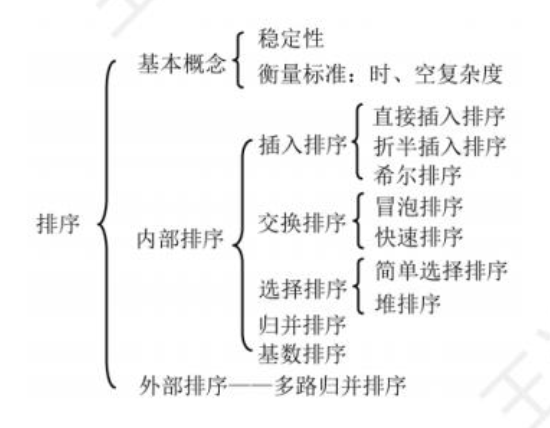 稳定性
基本概念
衡量标准：时、空复杂度
直接插入排序
插入排序
折半插入排序
希尔排序
冒泡排序
排序
内部排序
交换排序
快速排序
简单选择排序
选择排序
堆排序
归并排序
基数排序
外部排序——多路归并排序